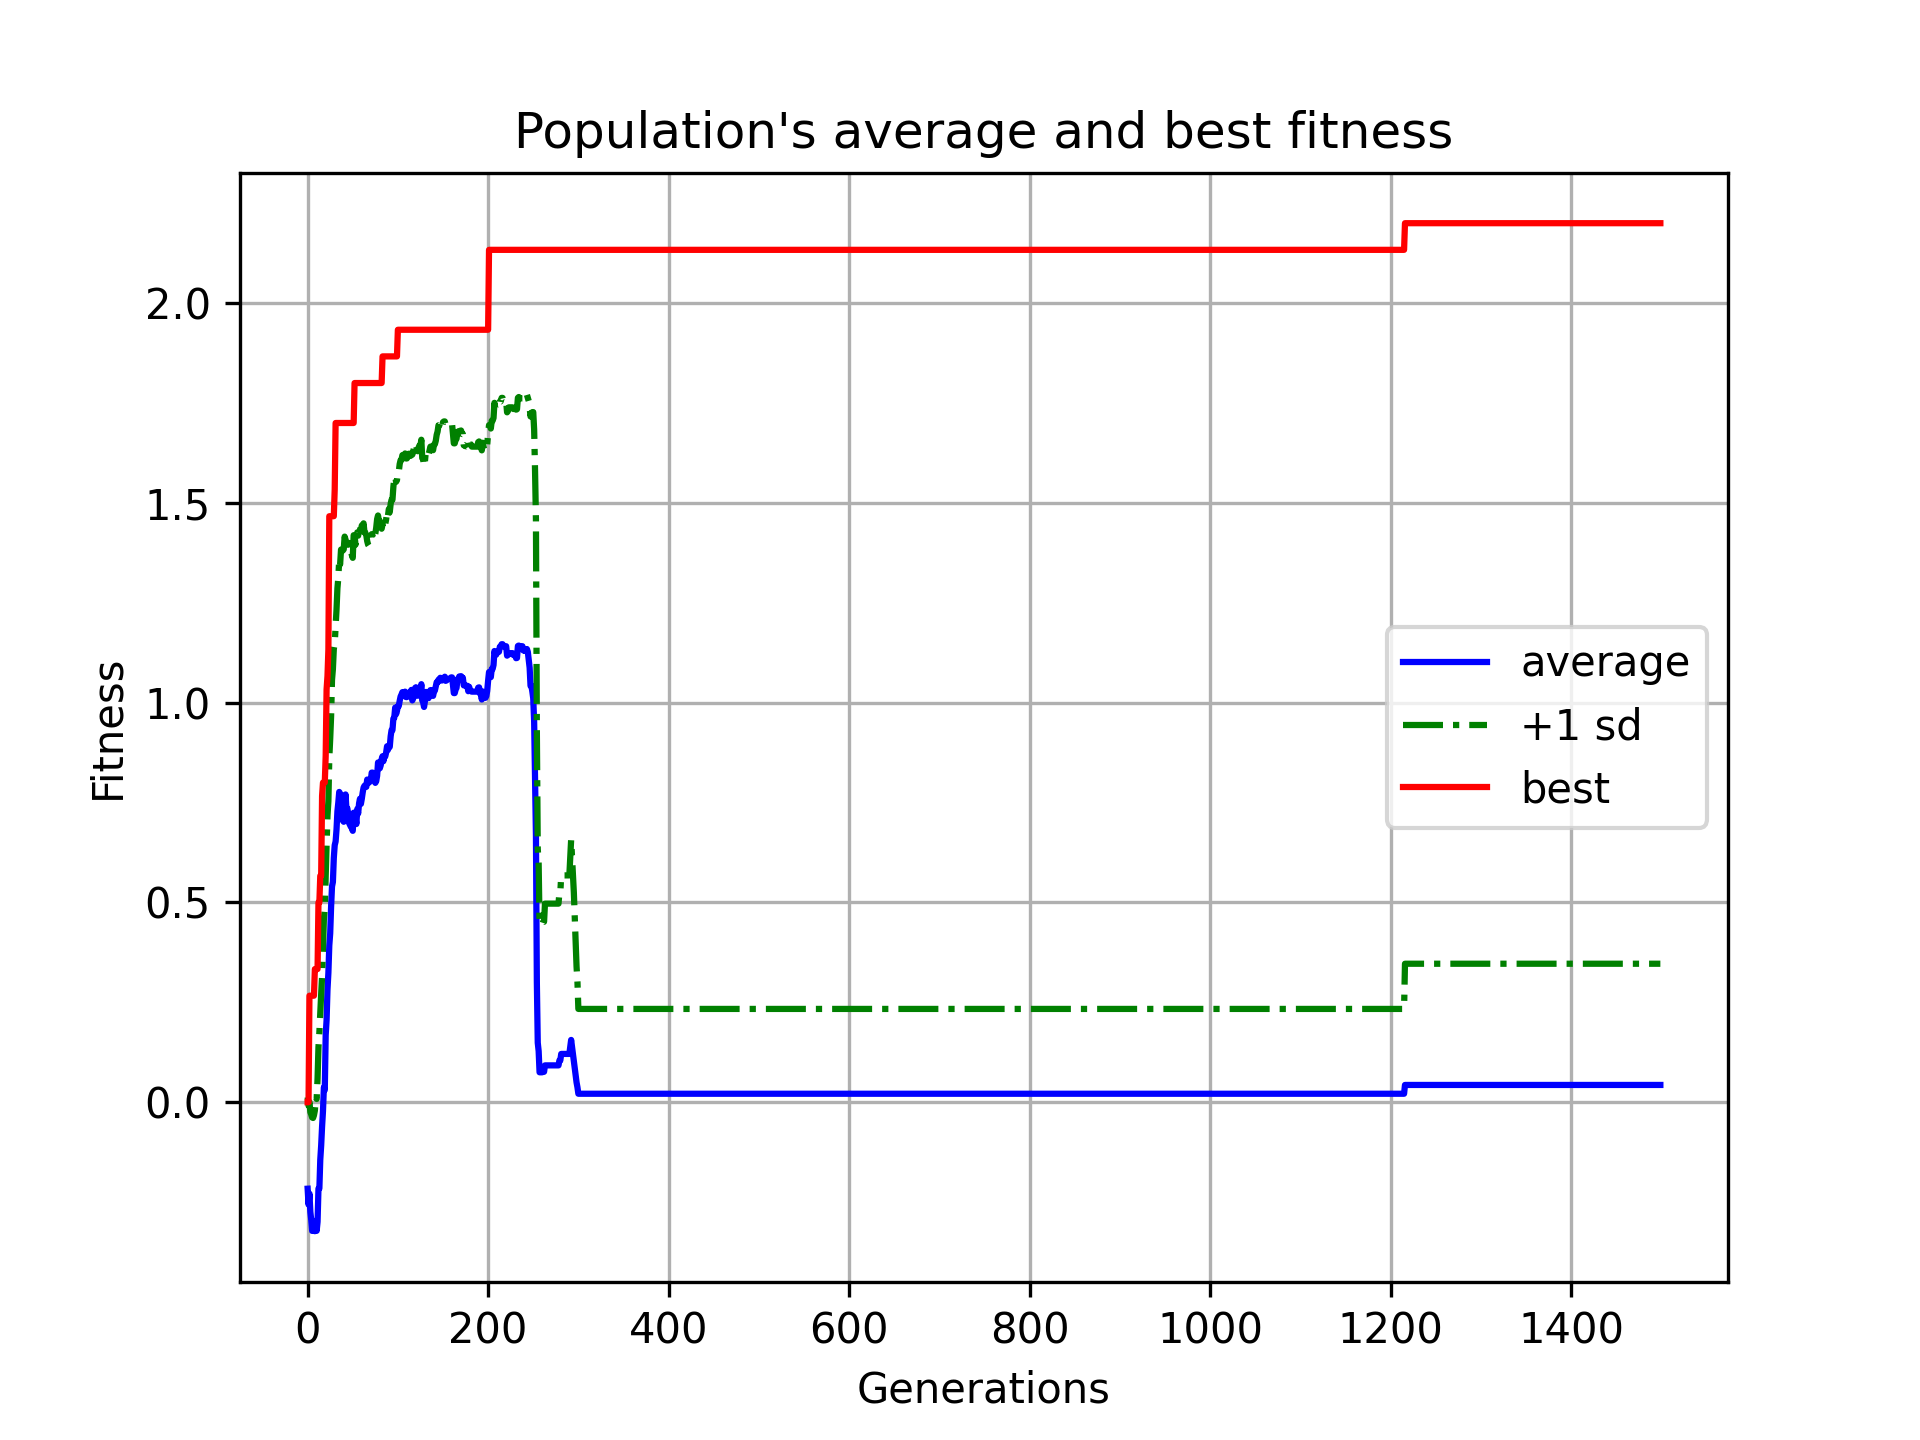 Population's average and best fitness
Fitness
2.0
1.5
1.0
0.5
0.0
average
+1 sd
best
0 200 400 600 800 1000 1200 1400
Generations